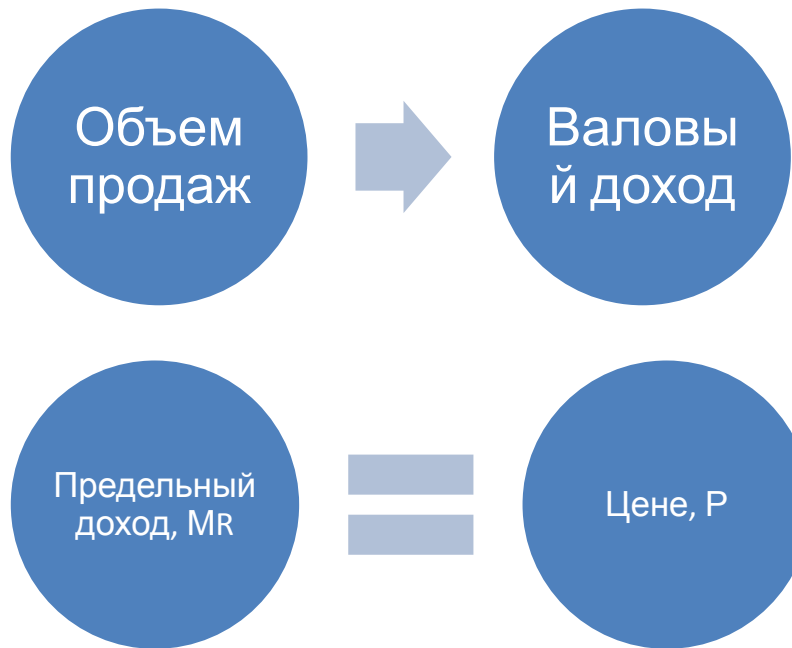 Объем
продаж
Валовы
й доход
Предельный
доход, MR
Цене, P